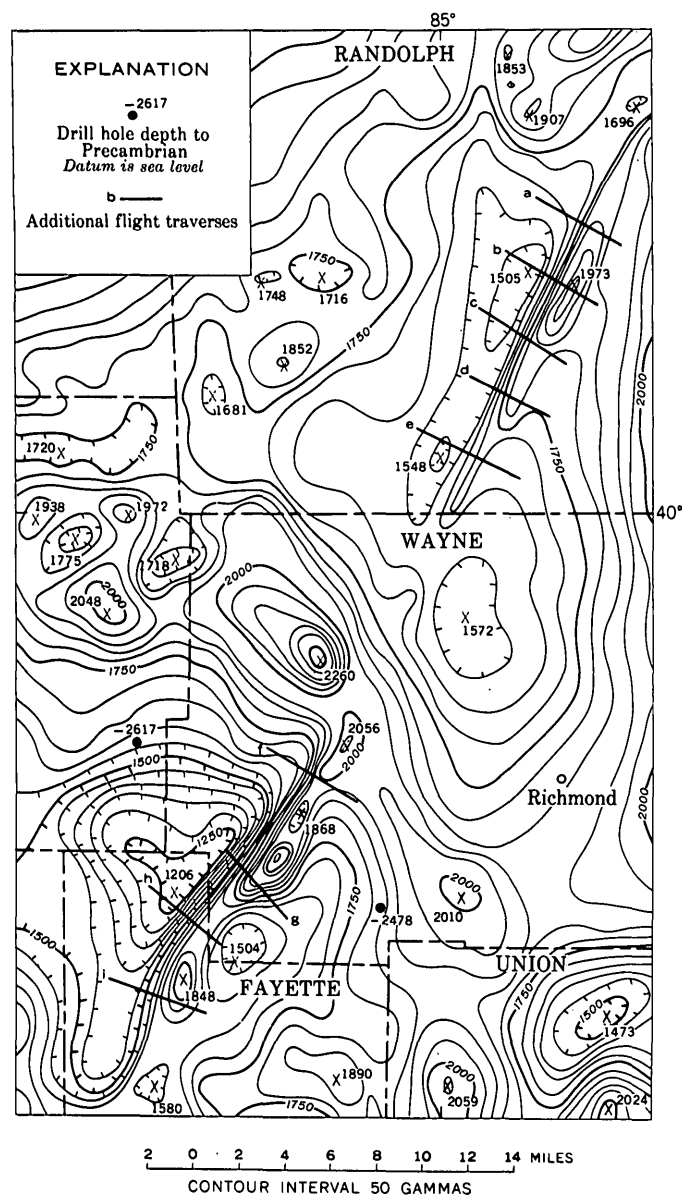 85°
RANDOLPH
EXPLANATION
−2617
Drill hole depth to
Precambrian
Datum is sea level
b
Additional flight traverses
1853
1907
1696
a
b
1505
1973
1750
1748
1716
c
1852
1750
2000
d
1681
e
1720
1750
1548
1750
1938
1972
40°
WAYNE
1775
1718
2000
2048
2000
1572
2260
1750
−2617
1500
2056
f
2000
Richmond
2000
1868
1250
1206
h
2000
2010
1750
−2478
g
1500
1504
UNION
i
1848
FAYETTE
1500
1473
1890
2000
2059
1580
1750
2024
2 0 2 4 6 8 10 12 14 MILES
CONTOUR INTERVAL 50 GAMMAS